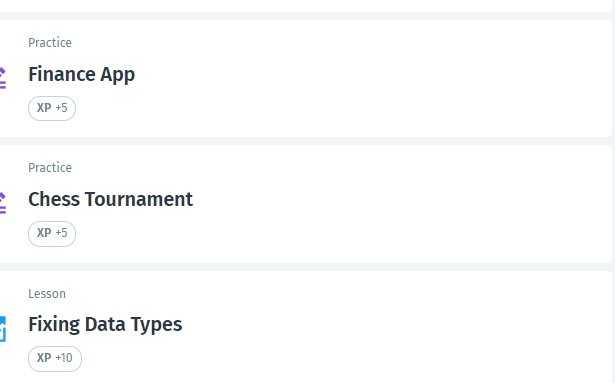 Practice
Finance App
XP +5
Practice
Chess Tournament
XP +5
Lesson
Fixing Data Types
XP +10